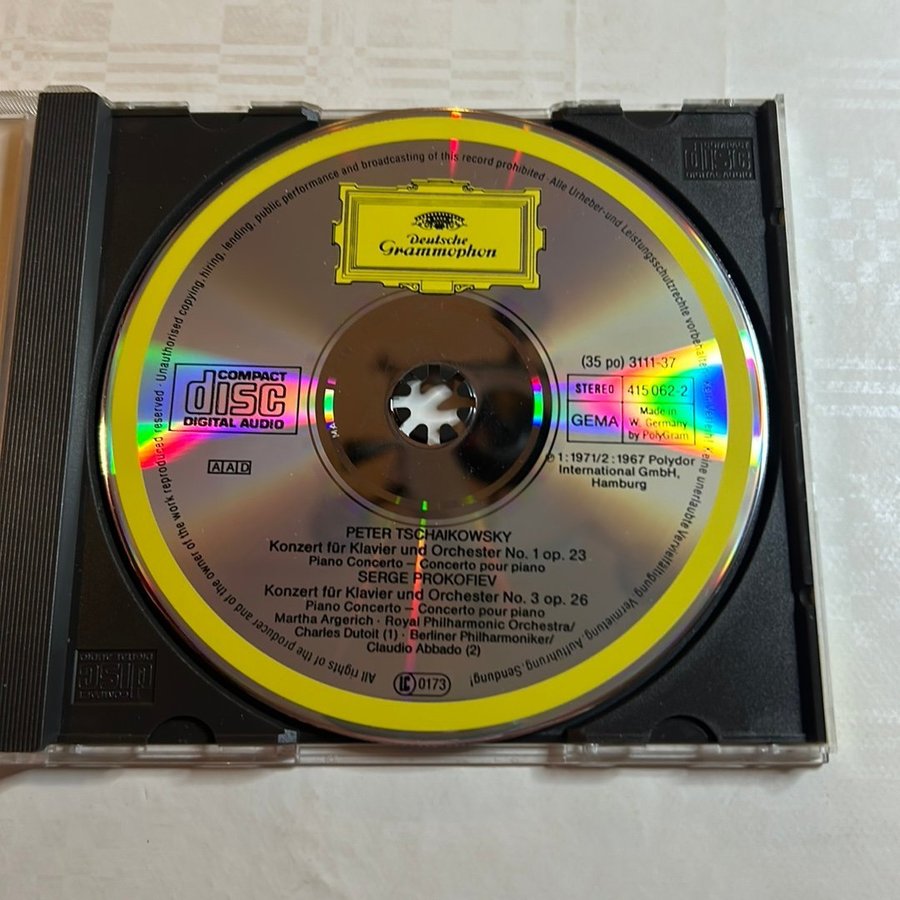 All rights of the producer and of the owner of the work reproduced reserved · Unauthorised copying, hiring, lending, public performance and broadcasting of this record prohibited · Alle Urheber- und Leistungsschutzrechte keine unerlaubte Vervielfältigung, Vermietung, Aufführung, Sendung!
Deutsche
Grammophon
COMPACT
disc
DIGITAL AUDIO
AAD
(35 po) 3111-37
STEREO 415 062-2
GEMA
Made in
W. Germany
by PolyGram
℗ 1: 1971/2: 1967 Polydor
International GmbH,
Hamburg
MA
PETER TSCHAIKOWSKY
Konzert für Klavier und Orchester No. 1 op. 23
Piano Concerto – Concerto pour piano
SERGE PROKOFIEV
Konzert für Klavier und Orchester No. 3 op. 26
Piano Concerto – Concerto pour piano
Martha Argerich · Royal Philharmonic Orchestra/
Charles Dutoit (1) · Berliner Philharmoniker/
Claudio Abbado (2)
LC 0173
COMPACT
disc
DIGITAL AUDIO
COMPACT
disc
DIGITAL AUDIO